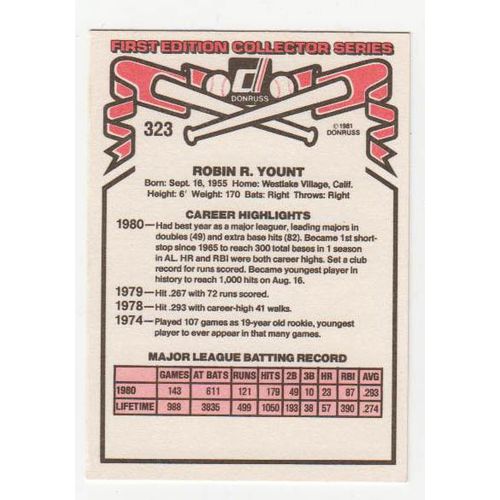 FIRST EDITION COLLECTOR SERIES
DONRUSS
323
©1981
DONRUSS
ROBIN R. YOUNT
Born: Sept. 16, 1955 Home: Westlake Village, Calif.
Height: 6' Weight: 170 Bats: Right Throws: Right
CAREER HIGHLIGHTS
1980—Had best year as a major leaguer, leading majors in
doubles (49) and extra base hits (82). Became 1st short-
stop since 1965 to reach 300 total bases in 1 season
in AL. HR and RBI were both career highs. Set a club
record for runs scored. Became youngest player in
history to reach 1,000 hits on Aug. 16.
1979—Hit .267 with 72 runs scored.
1978—Hit .293 with career-high 41 walks.
1974—Played 107 games as 19-year old rookie, youngest
player to ever appear in that many games.
MAJOR LEAGUE BATTING RECORD
GAMES AT BATS RUNS HITS 2B 3B HR RBI AVG
1980 143 611 121 179 49 10 23 87 .293
LIFETIME 988 3835 499 1050 193 38 57 390 .274